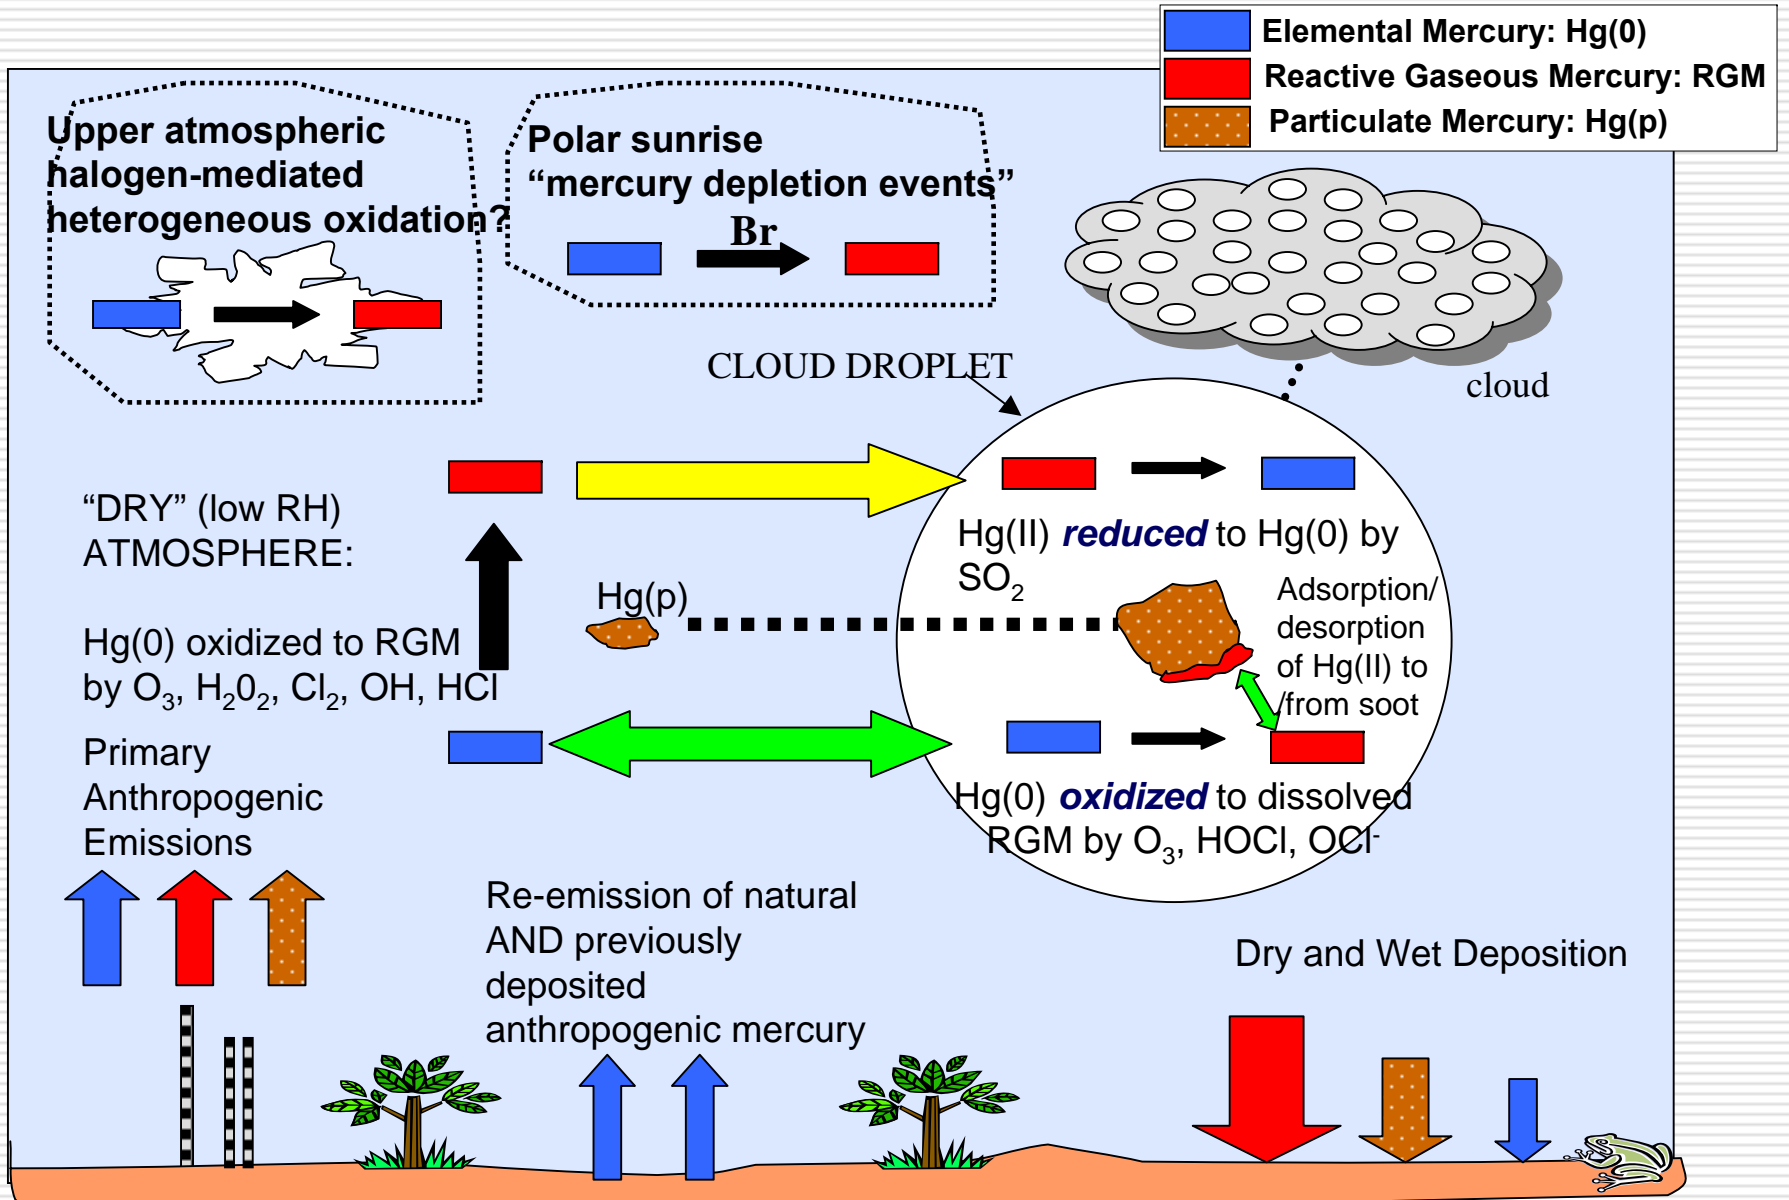 Elemental Mercury: Hg(0)
Reactive Gaseous Mercury: RGM
Particulate Mercury: Hg(p)
Upper atmospheric
halogen-mediated
heterogeneous oxidation?
Polar sunrise
“mercury depletion events”
Br
CLOUD DROPLET
cloud
“DRY” (low RH)
ATMOSPHERE:
Hg(0) oxidized to RGM
by O₃, H₂0₂, Cl₂, OH, HCl
Hg(p)
Hg(II) reduced to Hg(0) by
SO₂
Adsorption/
desorption
of Hg(II) to
/from soot
Hg(0) oxidized to dissolved
RGM by O₃, HOCl, OCl⁻
Primary
Anthropogenic
Emissions
Re-emission of natural
AND previously
deposited
anthropogenic mercury
Dry and Wet Deposition